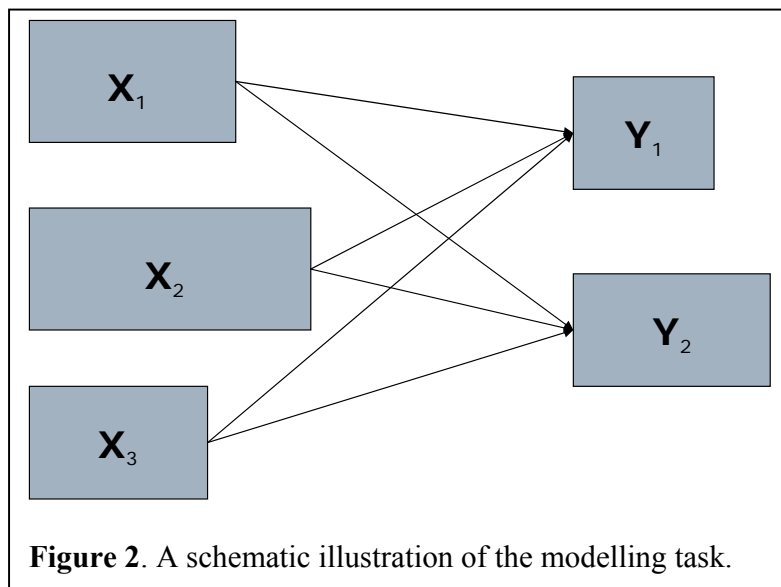 X1
Y1
X2
Y2
X3
Figure 2. A schematic illustration of the modelling task.